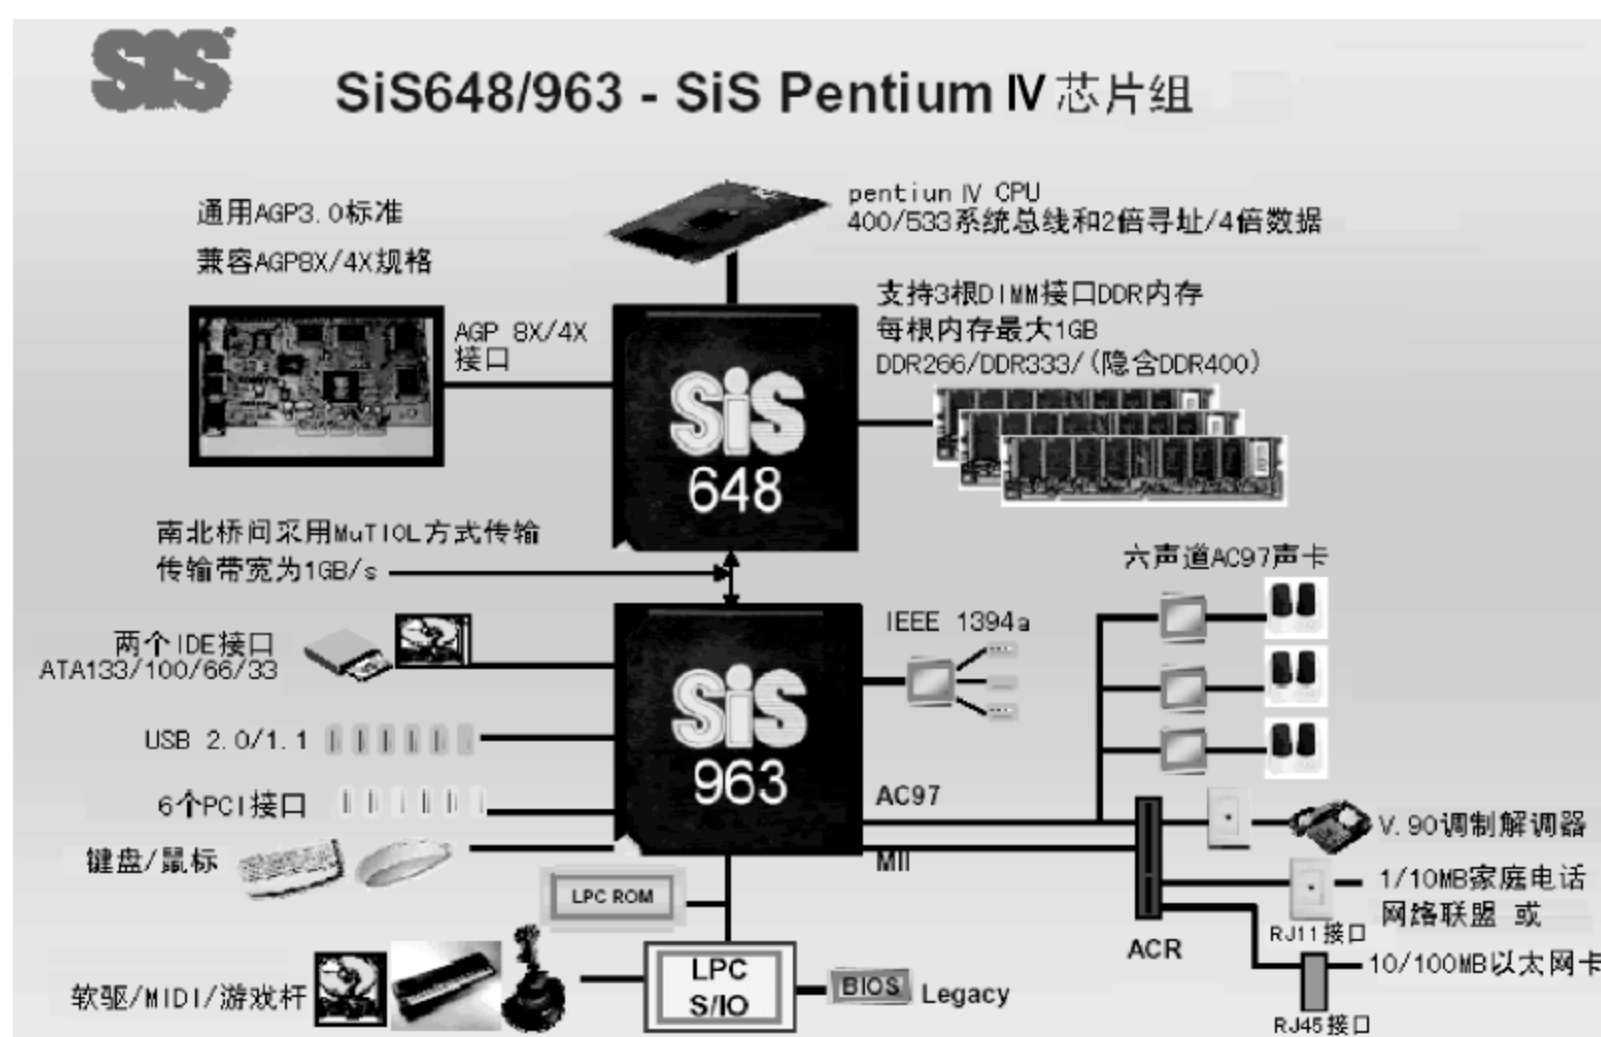 SiS
SiS648/963 - SiS Pentium Ⅳ 芯片组
通用AGP3.0标准
兼容AGP8X/4X规格
pentiun Ⅳ CPU
400/533系统总线和2倍寻址/4倍数据
支持3根DIMM接口DDR内存
每根内存最大1GB
DDR266/DDR333/(隐含DDR400)
AGP 8X/4X
接口
SiS
648
南北桥间采用MuTIOL方式传输
传输带宽为1GB/s
六声道AC97声卡
两个IDE接口
ATA133/100/66/33
IEEE 1394a
SiS
963
USB 2.0/1.1
6个PCI接口
键盘/鼠标
AC97
MII
V.90调制解调器
1/10MB家庭电话
网络联盟 或
RJ11接口
ACR
10/100MB以太网卡
RJ45接口
LPC ROM
LPC
S/IO
BIOS
Legacy
软驱/MIDI/游戏杆